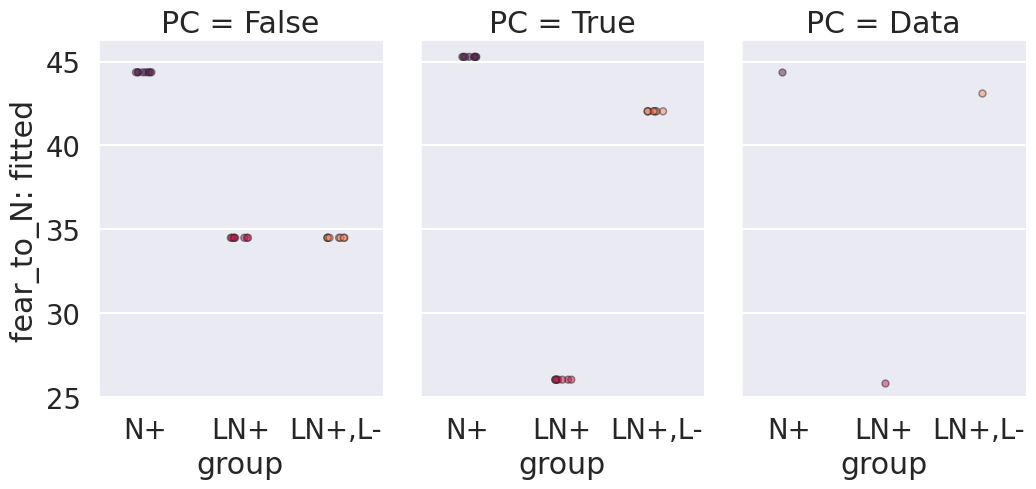 PC = False
PC = True
PC = Data
fear_to_N: fitted
45
40
35
30
25
N+ LN+ LN+,L-
N+ LN+ LN+,L-
N+ LN+ LN+,L-
group
group
group